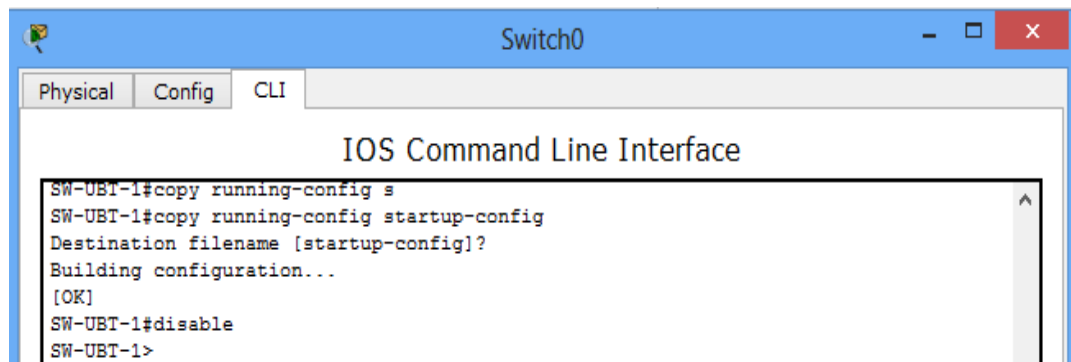 Switch0
Physical Config CLI
IOS Command Line Interface
SW-UBT-1#copy running-config s
SW-UBT-1#copy running-config startup-config
Destination filename [startup-config]?
Building configuration...
[OK]
SW-UBT-1#disable
SW-UBT-1>